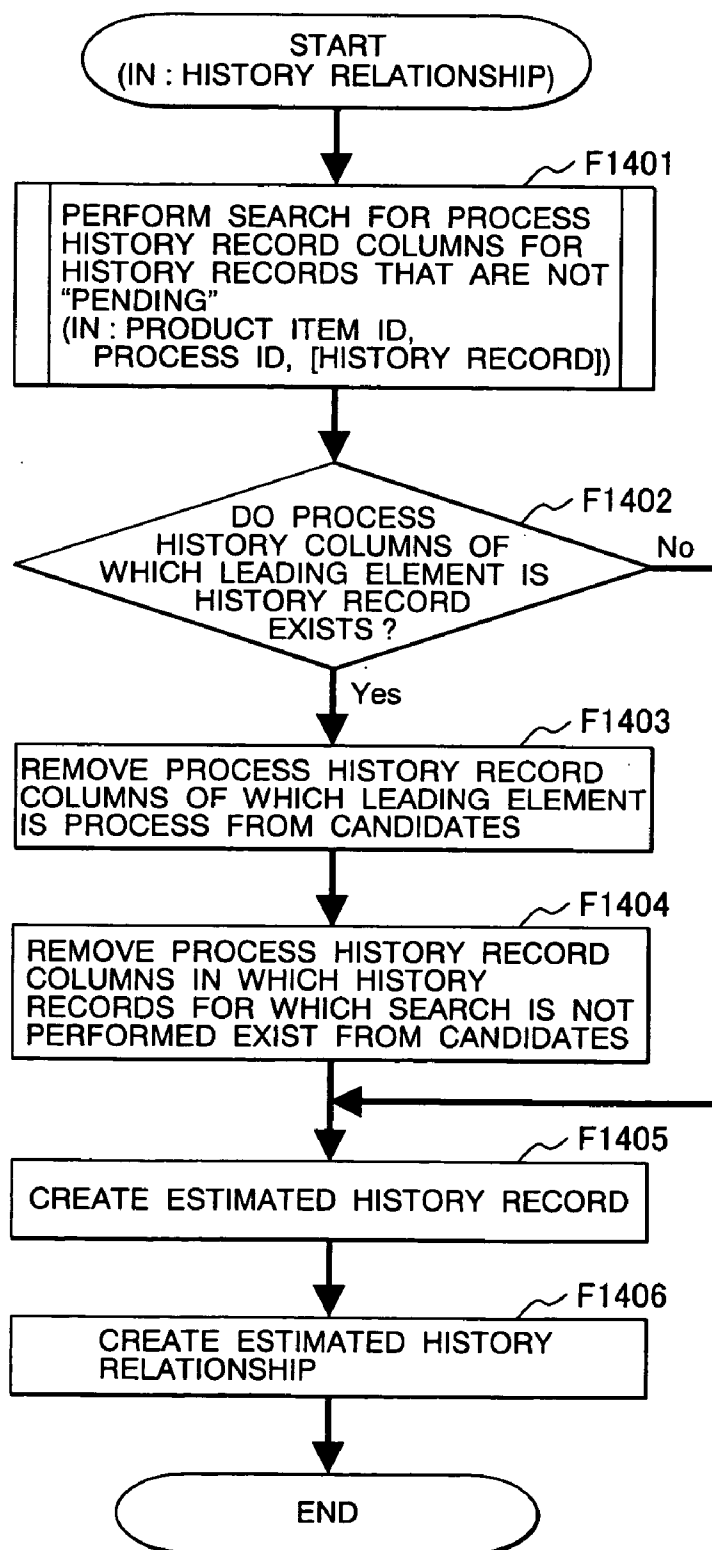 START
(IN : HISTORY RELATIONSHIP)
F1401
PERFORM SEARCH FOR PROCESS
HISTORY RECORD COLUMNS FOR
HISTORY RECORDS THAT ARE NOT
“PENDING”
(IN : PRODUCT ITEM ID,
PROCESS ID, [HISTORY RECORD])
F1402
DO PROCESS
HISTORY COLUMNS OF
WHICH LEADING ELEMENT IS
HISTORY RECORD
EXISTS ?
No
Yes
F1403
REMOVE PROCESS HISTORY RECORD
COLUMNS OF WHICH LEADING ELEMENT
IS PROCESS FROM CANDIDATES
F1404
REMOVE PROCESS HISTORY RECORD
COLUMNS IN WHICH HISTORY
RECORDS FOR WHICH SEARCH IS NOT
PERFORMED EXIST FROM CANDIDATES
F1405
CREATE ESTIMATED HISTORY RECORD
F1406
CREATE ESTIMATED HISTORY
RELATIONSHIP
END